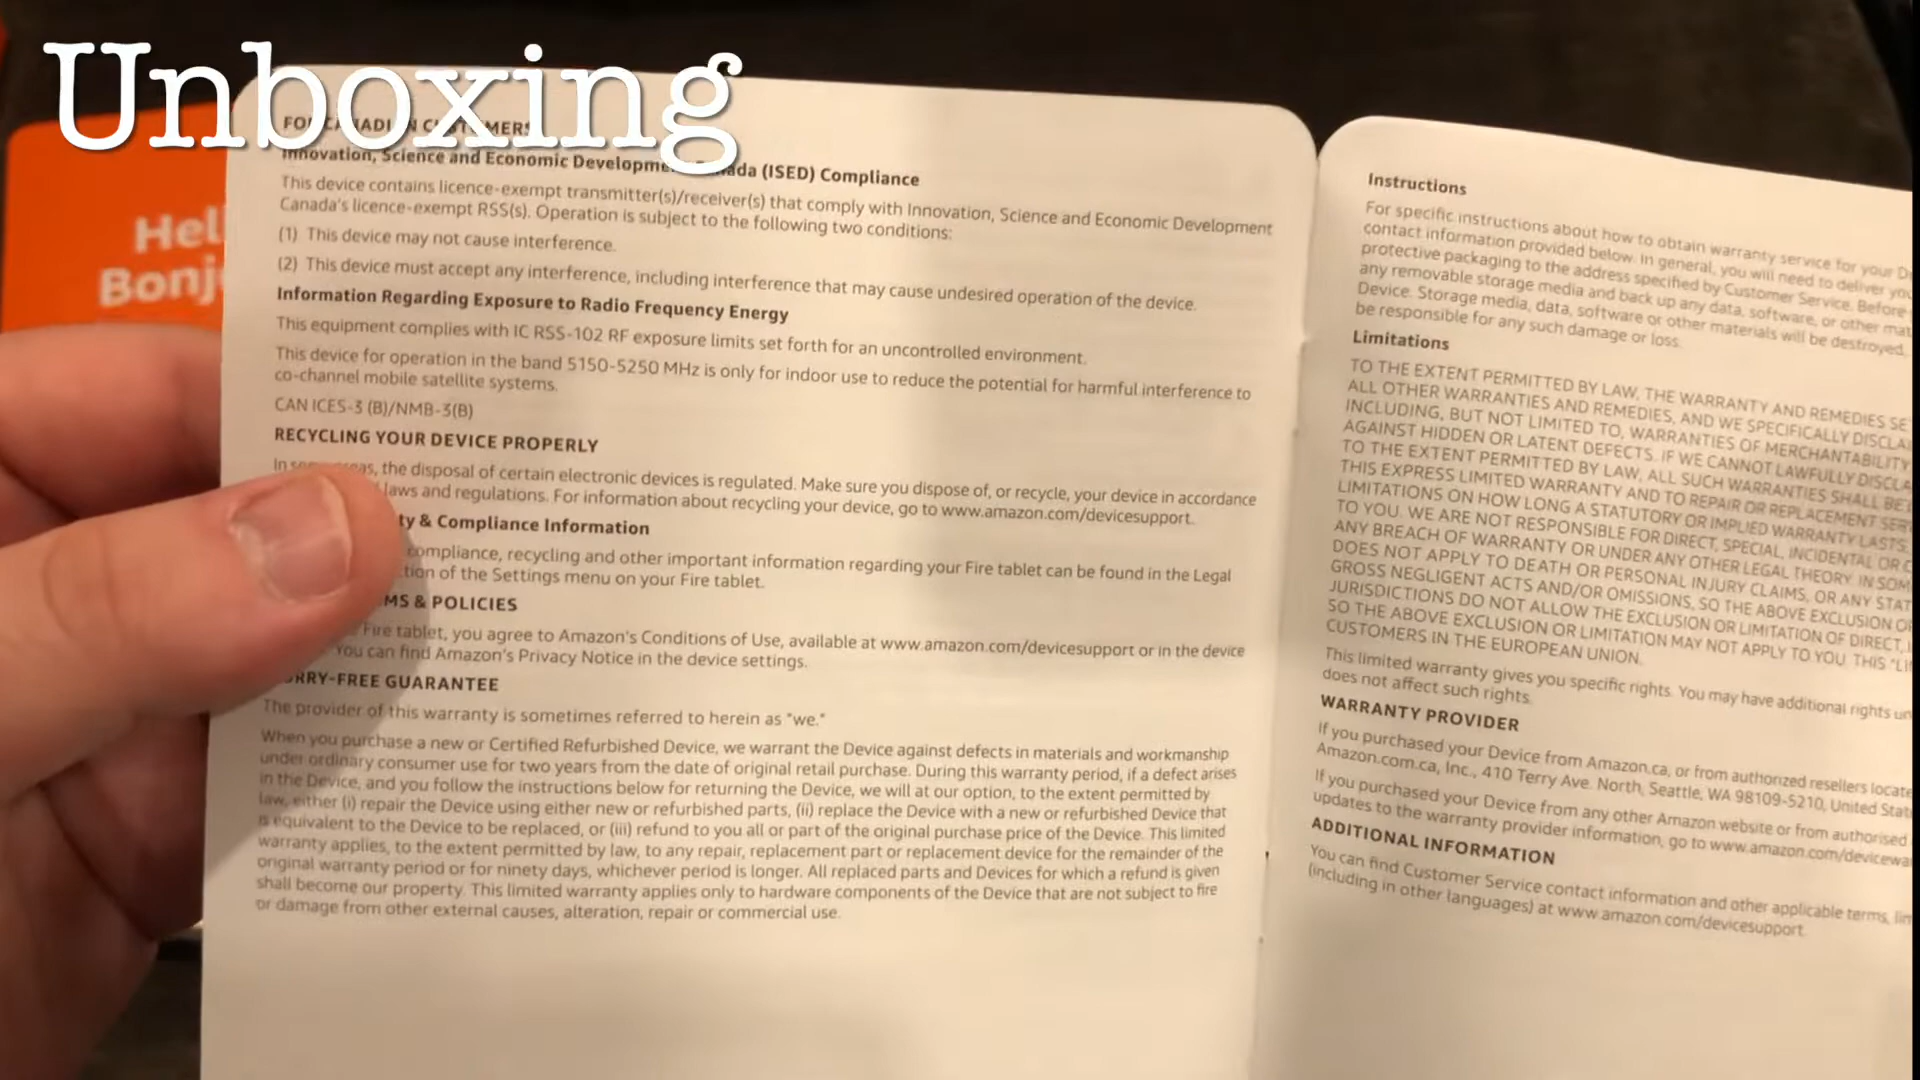 Unboxing
Hel
Bonj
FOR CANADIAN CUSTOMERS
Innovation, Science and Economic Development Canada (ISED) Compliance
This device contains licence-exempt transmitter(s)/receiver(s) that comply with Innovation, Science and Economic Development
Canada's licence-exempt RSS(s). Operation is subject to the following two conditions:
(1) This device may not cause interference.
(2) This device must accept any interference, including interference that may cause undesired operation of the device.
Information Regarding Exposure to Radio Frequency Energy
This equipment complies with IC RSS-102 RF exposure limits set forth for an uncontrolled environment.
This device for operation in the band 5150-5250 MHz is only for indoor use to reduce the potential for harmful interference to
co-channel mobile satellite systems.
CAN ICES-3 (B)/NMB-3(B)
RECYCLING YOUR DEVICE PROPERLY
In some areas, the disposal of certain electronic devices is regulated. Make sure you dispose of, or recycle, your device in accordance
laws and regulations. For information about recycling your device, go to www.amazon.com/devicesupport.
ty & Compliance Information
compliance, recycling and other important information regarding your Fire tablet can be found in the Legal
tion of the Settings menu on your Fire tablet.
MS & POLICIES
Fire tablet, you agree to Amazon's Conditions of Use, available at www.amazon.com/devicesupport or in the device
You can find Amazon's Privacy Notice in the device settings.
RRY-FREE GUARANTEE
The provider of this warranty is sometimes referred to herein as "we."
When you purchase a new or Certified Refurbished Device, we warrant the Device against defects in materials and workmanship
under ordinary consumer use for two years from the date of original retail purchase. During this warranty period, if a defect arises
in the Device, and you follow the instructions below for returning the Device, we will at our option, to the extent permitted by
law, either (i) repair the Device using either new or refurbished parts, (ii) replace the Device with a new or refurbished Device that
is equivalent to the Device to be replaced, or (iii) refund to you all or part of the original purchase price of the Device. This limited
warranty applies, to the extent permitted by law, to any repair, replacement part or replacement device for the remainder of the
original warranty period or for ninety days, whichever period is longer. All replaced parts and Devices for which a refund is given
shall become our property. This limited warranty applies only to hardware components of the Device that are not subject to fire
or damage from other external causes, alteration, repair or commercial use.
Instructions
For specific instructions about how to obtain warranty service for your D
contact information provided below. In general, you will need to deliver you
protective packaging to the address specified by Customer Service. Before
any removable storage media and back up any data, software, or other mat
Device. Storage media, data, software or other materials will be destroyed,
be responsible for any such damage or loss.
Limitations
TO THE EXTENT PERMITTED BY LAW, THE WARRANTY AND REMEDIES SE
ALL OTHER WARRANTIES AND REMEDIES, AND WE SPECIFICALLY DISCLA
INCLUDING, BUT NOT LIMITED TO, WARRANTIES OF MERCHANTABILITY
AGAINST HIDDEN OR LATENT DEFECTS. IF WE CANNOT LAWFULLY DISCLA
TO THE EXTENT PERMITTED BY LAW, ALL SUCH WARRANTIES SHALL BE
THIS EXPRESS LIMITED WARRANTY AND TO REPAIR OR REPLACEMENT SER
LIMITATIONS ON HOW LONG A STATUTORY OR IMPLIED WARRANTY LASTS,
TO YOU. WE ARE NOT RESPONSIBLE FOR DIRECT, SPECIAL, INCIDENTAL OR C
ANY BREACH OF WARRANTY OR UNDER ANY OTHER LEGAL THEORY. IN SOM
DOES NOT APPLY TO DEATH OR PERSONAL INJURY CLAIMS, OR ANY STAT
GROSS NEGLIGENT ACTS AND/OR OMISSIONS, SO THE ABOVE EXCLUSION O
JURISDICTIONS DO NOT ALLOW THE EXCLUSION OR LIMITATION OF DIRECT, I
SO THE ABOVE EXCLUSION OR LIMITATION MAY NOT APPLY TO YOU. THIS "LI
CUSTOMERS IN THE EUROPEAN UNION.
This limited warranty gives you specific rights. You may have additional rights un
does not affect such rights.
WARRANTY PROVIDER
If you purchased your Device from Amazon.ca, or from authorized resellers locate
Amazon.com.ca, Inc., 410 Terry Ave. North, Seattle, WA 98109-5210, United Stat
If you purchased your Device from any other Amazon website or from authorised
updates to the warranty provider information, go to www.amazon.com/devicewa
ADDITIONAL INFORMATION
You can find Customer Service contact information and other applicable terms, lim
(including in other languages) at www.amazon.com/devicesupport.